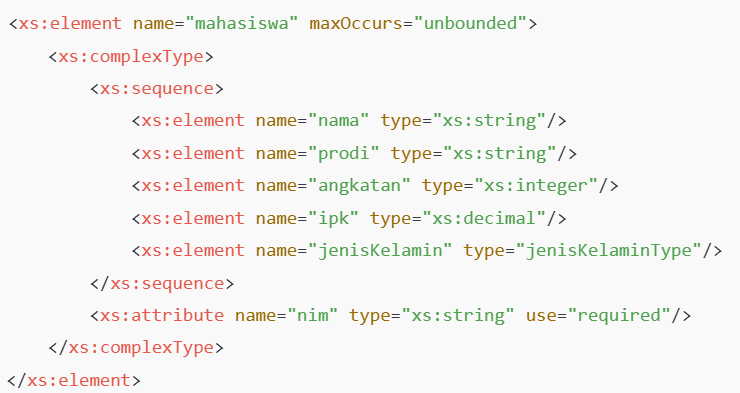 <xs:element name="mahasiswa" maxOccurs="unbounded">
    <xs:complexType>
        <xs:sequence>
            <xs:element name="nama" type="xs:string"/>
            <xs:element name="prodi" type="xs:string"/>
            <xs:element name="angkatan" type="xs:integer"/>
            <xs:element name="ipk" type="xs:decimal"/>
            <xs:element name="jenisKelamin" type="jenisKelaminType"/>
        </xs:sequence>
        <xs:attribute name="nim" type="xs:string" use="required"/>
    </xs:complexType>
</xs:element>